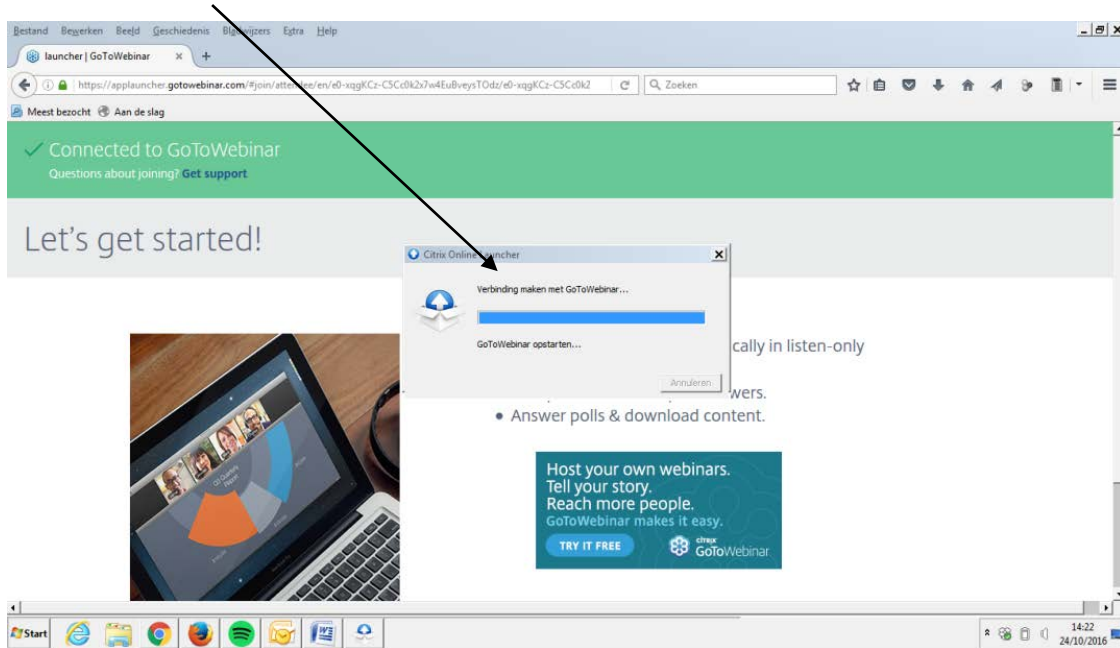 Bestand Bewerken Beeld Geschiedenis Bladwijzers Extra Help
launcher | GoToWebinar × +
https://applauncher.gotowebinar.com/#join/attendee/en/e0-xqgKCz-CSCc0k2x7w4EuBveysTOdz/e0-xqgKCz-CSCc0k2
Zoeken
Meest bezocht Aan de slag
Connected to GoToWebinar
Questions about joining? Get support
Let's get started!
Citrix Online Launcher
Verbinding maken met GoToWebinar...
GoToWebinar opstarten...
Annuleren
cally in listen-only
wers.
• Answer polls & download content.
Host your own webinars.
Tell your story.
Reach more people.
GoToWebinar makes it easy.
TRY IT FREE
citrix
GoToWebinar
Start
14:22
24/10/2016